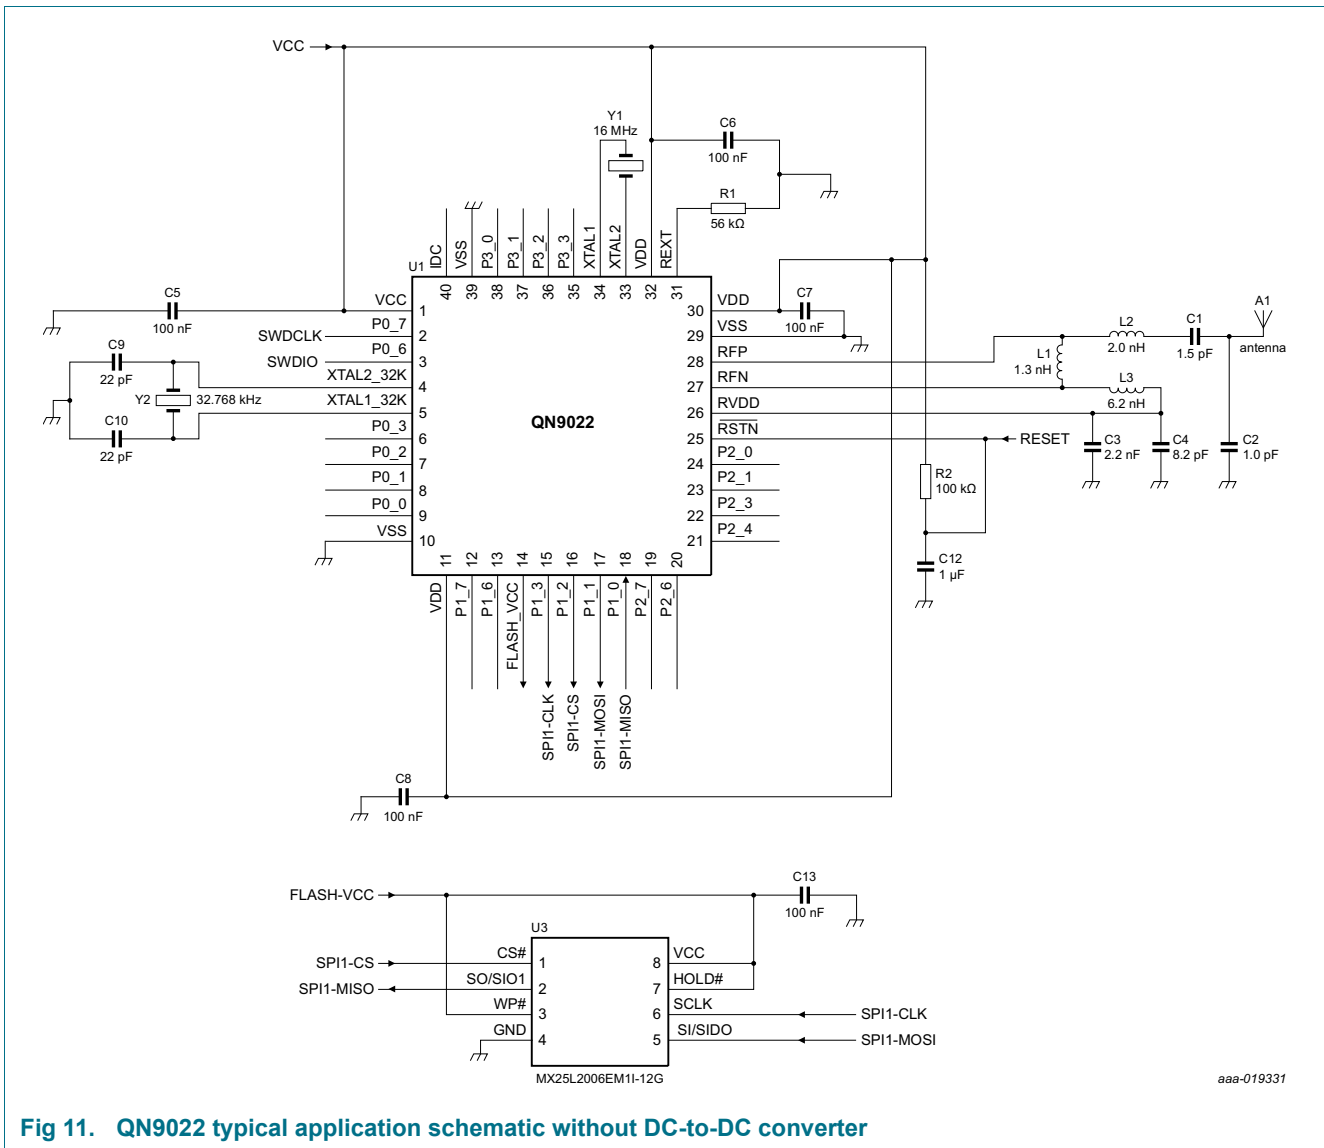 VCC
Y1
16 MHz
C6
100 nF
R1
56 kΩ
IDC
VSS
P3_0
P3_1
P3_2
P3_3
XTAL1
XTAL2
VDD
REXT
U1
40
39
38
37
36
35
34
33
32
31
C5
100 nF
VCC
1
P0_7
SWDCLK
2
P0_6
SWDIO
3
C9
22 pF
XTAL2_32K
4
Y2
32.768 kHz
XTAL1_32K
5
C10
22 pF
P0_3
6
P0_2
7
P0_1
8
P0_0
9
VSS
10
QN9022
30
VDD
C7
100 nF
29
VSS
28
RFP
27
RFN
26
RVDD
25
RSTN
RESET
24
P2_0
23
P2_1
22
P2_3
21
P2_4
L1
1.3 nH
L2
2.0 nH
C1
1.5 pF
A1
antenna
L3
6.2 nH
C3
2.2 nF
C4
8.2 pF
C2
1.0 pF
R2
100 kΩ
C12
1 µF
11
12
13
14
15
16
17
18
19
20
VDD
P1_7
P1_6
FLASH_VCC
P1_3
P1_2
P1_1
P1_0
P2_7
P2_6
SPI1-CLK
SPI1-CS
SPI1-MOSI
SPI1-MISO
C8
100 nF
FLASH-VCC
C13
100 nF
U3
SPI1-CS
CS#
1
8
VCC
SPI1-MISO
SO/SIO1
2
7
HOLD#
WP#
3
6
SCLK
SPI1-CLK
GND
4
5
SI/SIDO
SPI1-MOSI
MX25L2006EM1I-12G
aaa-019331
Fig 11. QN9022 typical application schematic without DC-to-DC converter